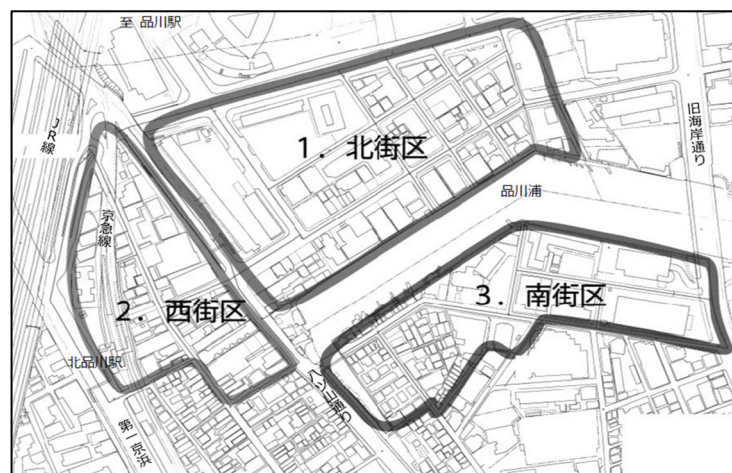 至 品川駅
JR線
1．北街区
旧海岸通り
品川浦
京急線
2．西街区
3．南街区
北品川駅
八ツ山通り
第一京浜